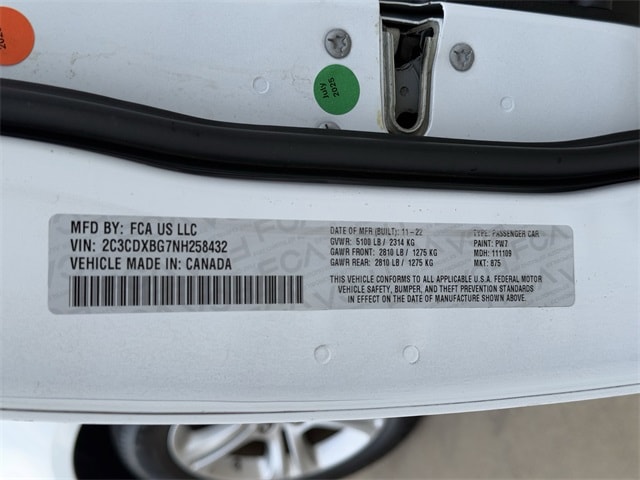 July
2025
MFD BY: FCA US LLC
VIN: 2C3CDXBG7NH258432
VEHICLE MADE IN: CANADA
DATE OF MFR (BUILT): 11-22
GVWR: 5100 LB / 2314 KG
GAWR FRONT: 2810 LB / 1275 KG
GAWR REAR: 2810 LB / 1275 KG
TYPE: PASSENGER CAR
PAINT: PW7
MDH: 111109
MKT: 875
THIS VEHICLE CONFORMS TO ALL APPLICABLE U.S.A. FEDERAL MOTOR
VEHICLE SAFETY, BUMPER, AND THEFT PREVENTION STANDARDS
IN EFFECT ON THE DATE OF MANUFACTURE SHOWN ABOVE.